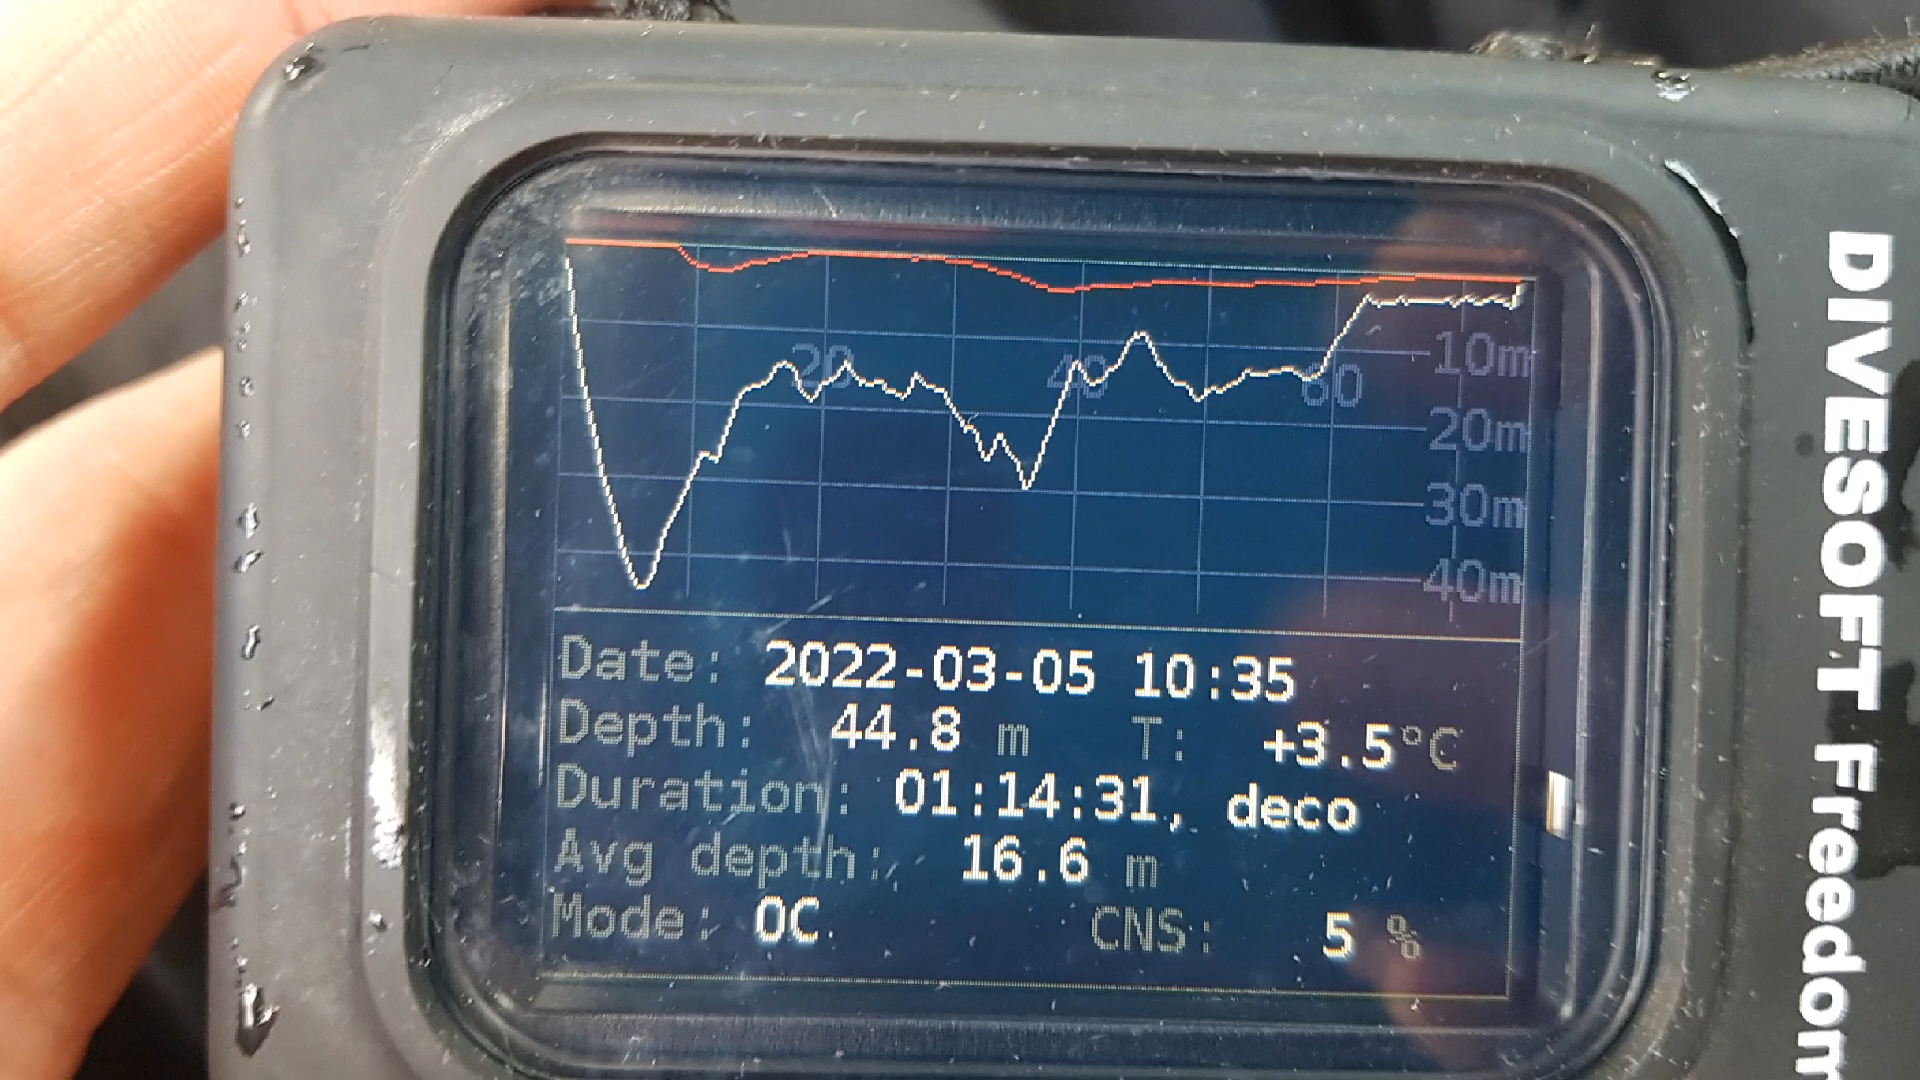 20 40 60
10m
20m
30m
40m
Date: 2022-03-05 10:35
Depth: 44.8 m T: +3.5°C
Duration: 01:14:31, deco
Avg depth: 16.6 m
Mode: OC CNS: 5 %
DIVESOFT Freedom